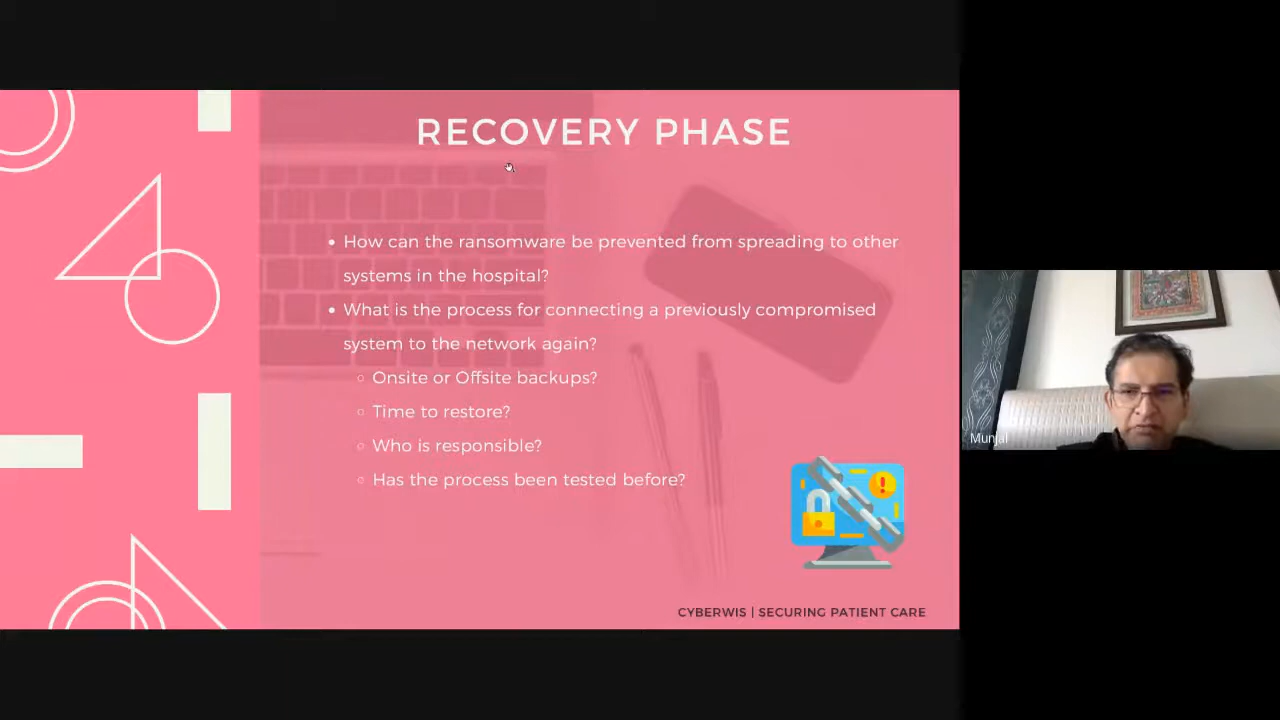 RECOVERY PHASE
• How can the ransomware be prevented from spreading to other
systems in the hospital?
• What is the process for connecting a previously compromised
system to the network again?
○ Onsite or Offsite backups?
○ Time to restore?
○ Who is responsible?
○ Has the process been tested before?
CYBERWIS | SECURING PATIENT CARE
Munjal